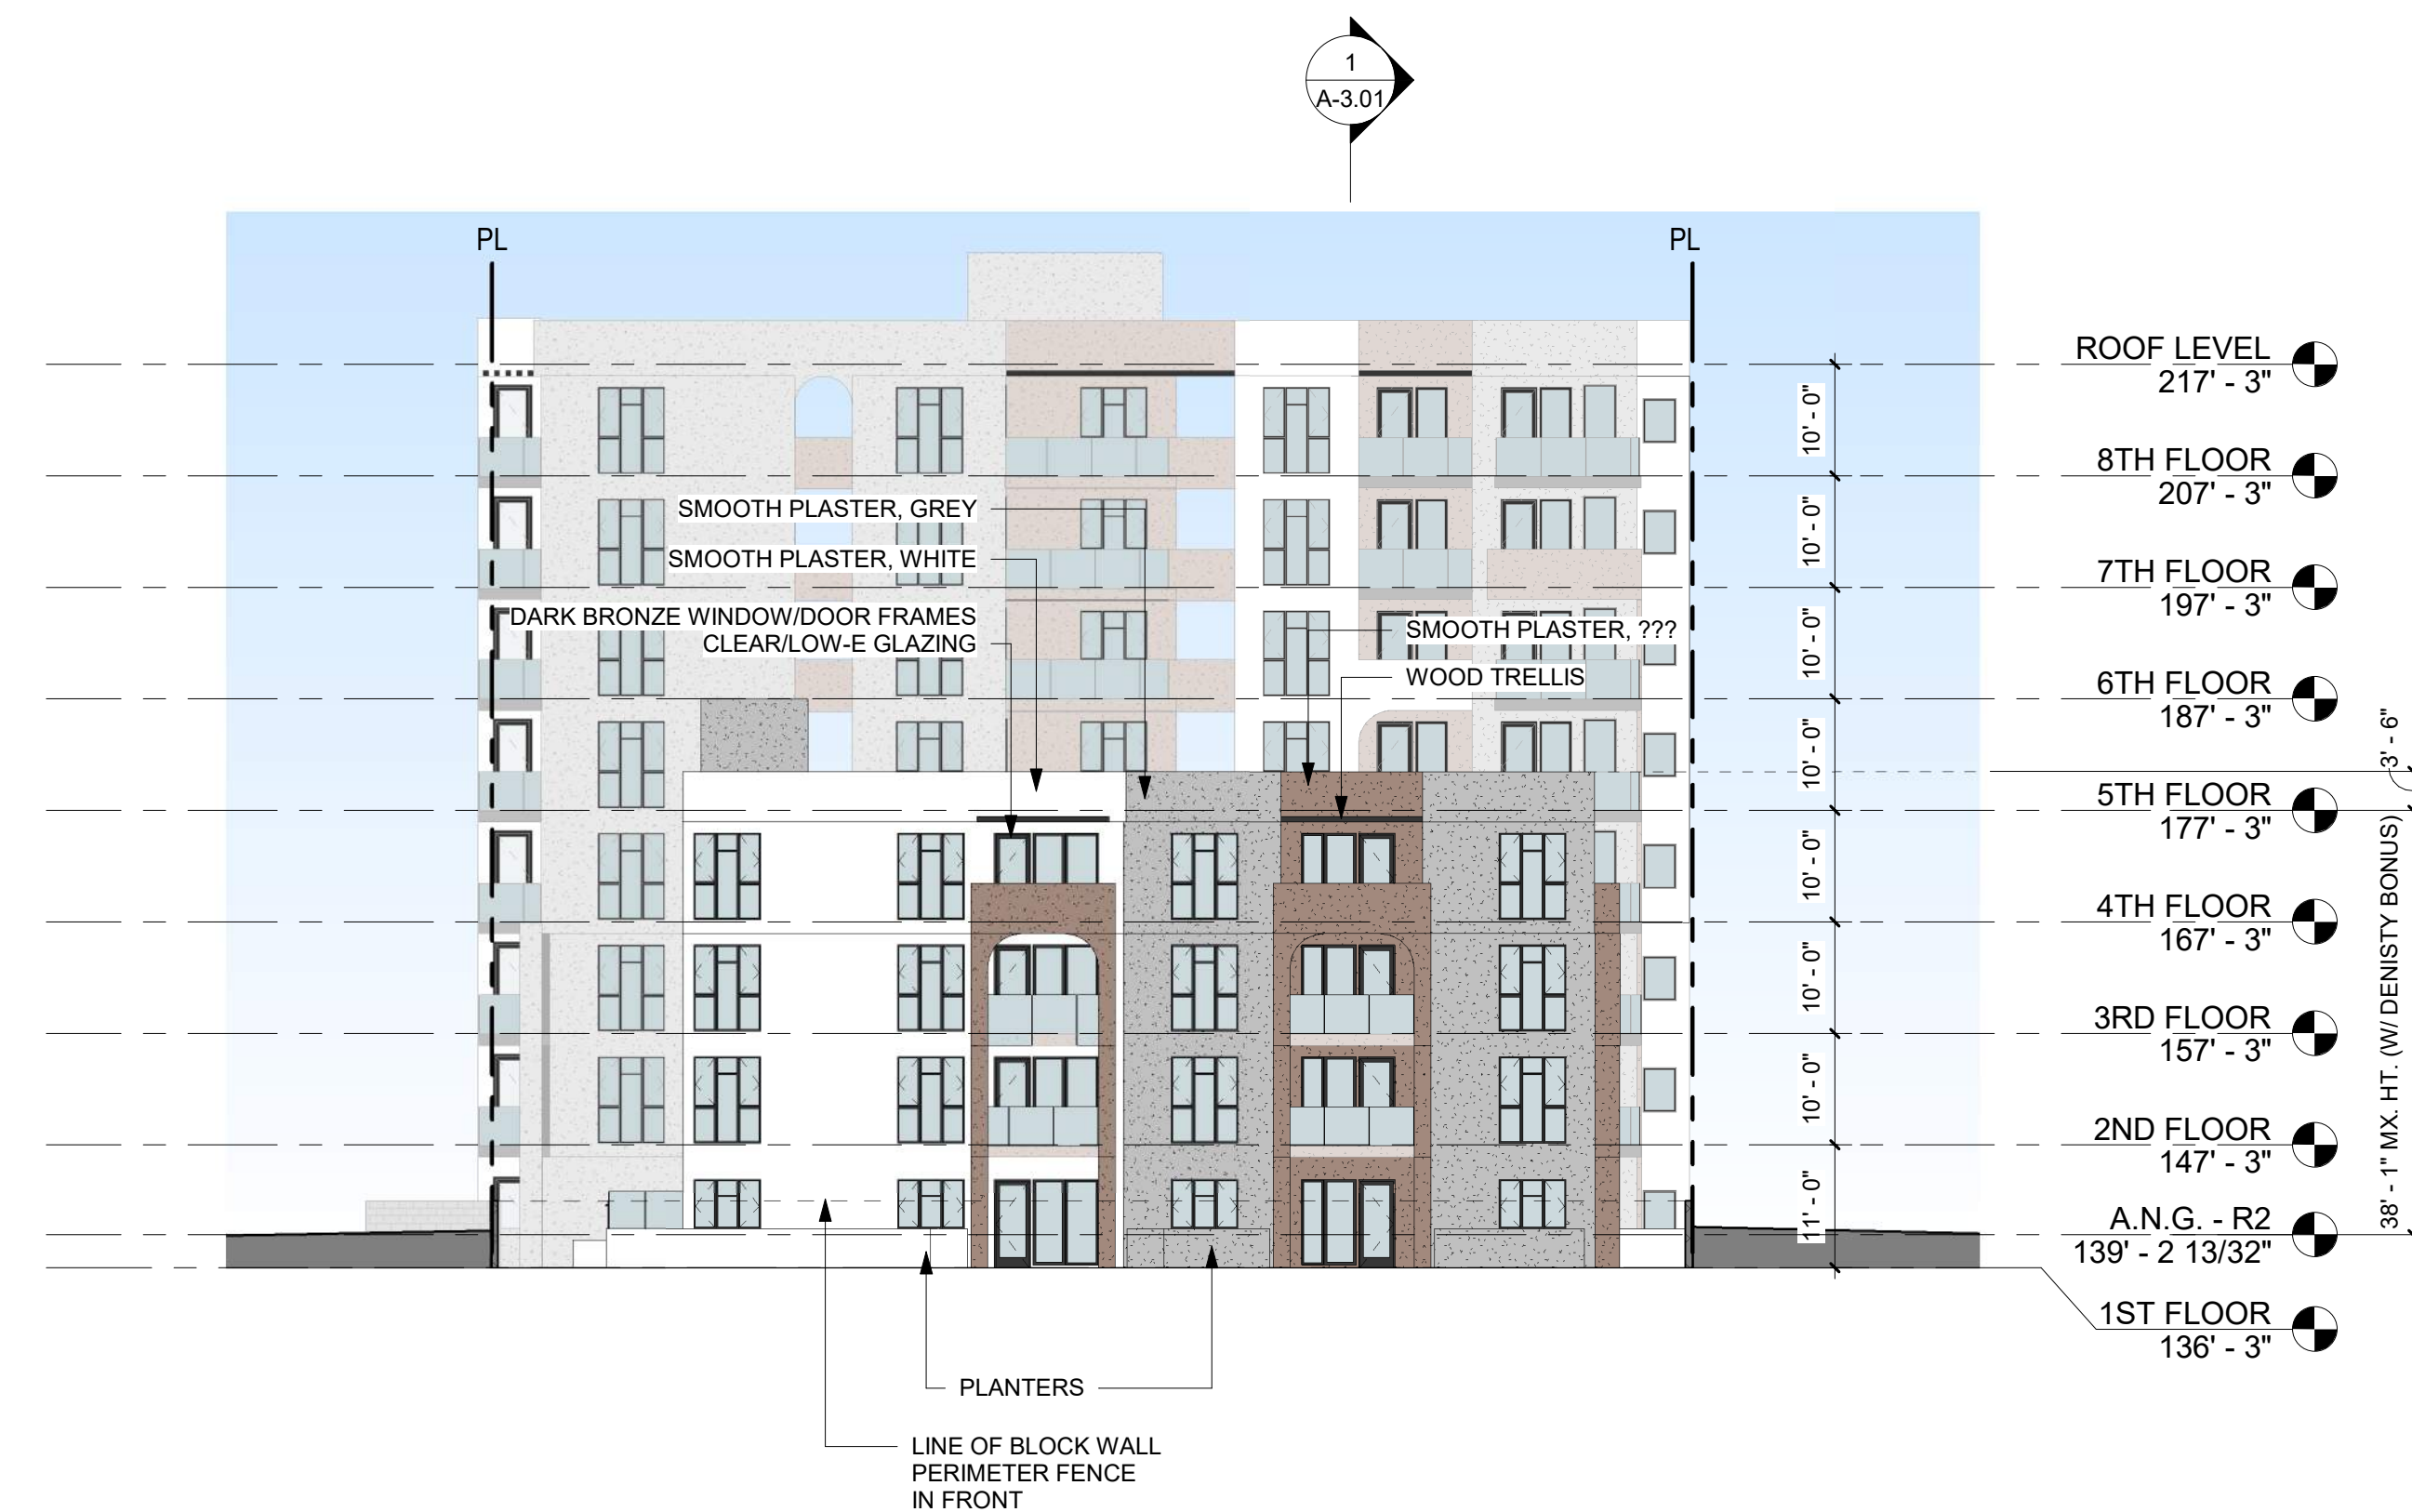 1
A-3.01
PL
PL
ROOF LEVEL
217' - 3"
10' - 0"
8TH FLOOR
207' - 3"
SMOOTH PLASTER, GREY
10' - 0"
SMOOTH PLASTER, WHITE
7TH FLOOR
197' - 3"
DARK BRONZE WINDOW/DOOR FRAMES
CLEAR/LOW-E GLAZING
SMOOTH PLASTER, ???
WOOD TRELLIS
10' - 0"
6TH FLOOR
187' - 3"
10' - 0"
3' - 6"
5TH FLOOR
177' - 3"
10' - 0"
4TH FLOOR
167' - 3"
10' - 0"
3RD FLOOR
157' - 3"
10' - 0"
38' - 1" MX. HT. (W/ DENISTY BONUS)
2ND FLOOR
147' - 3"
11' - 0"
A.N.G. - R2
139' - 2 13/32"
1ST FLOOR
136' - 3"
PLANTERS
LINE OF BLOCK WALL
PERIMETER FENCE
IN FRONT